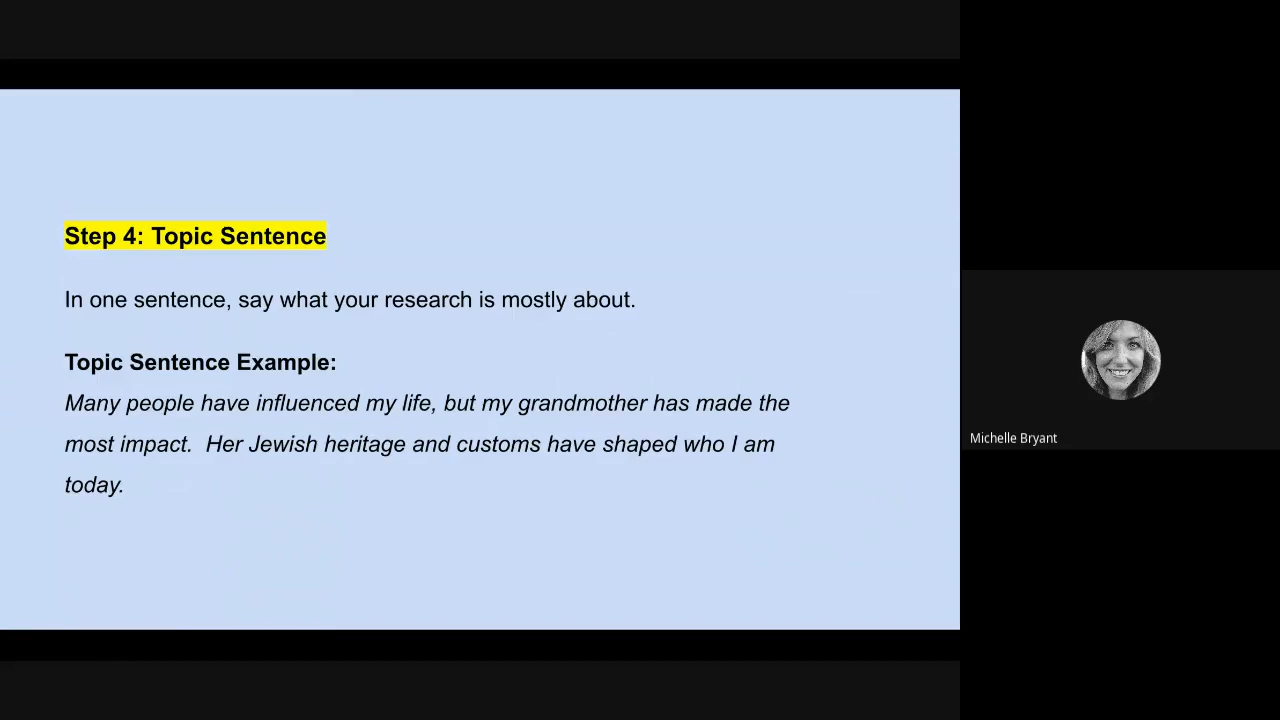 Step 4: Topic Sentence
In one sentence, say what your research is mostly about.
Topic Sentence Example:
Many people have influenced my life, but my grandmother has made the
most impact.  Her Jewish heritage and customs have shaped who I am
today.
Michelle Bryant